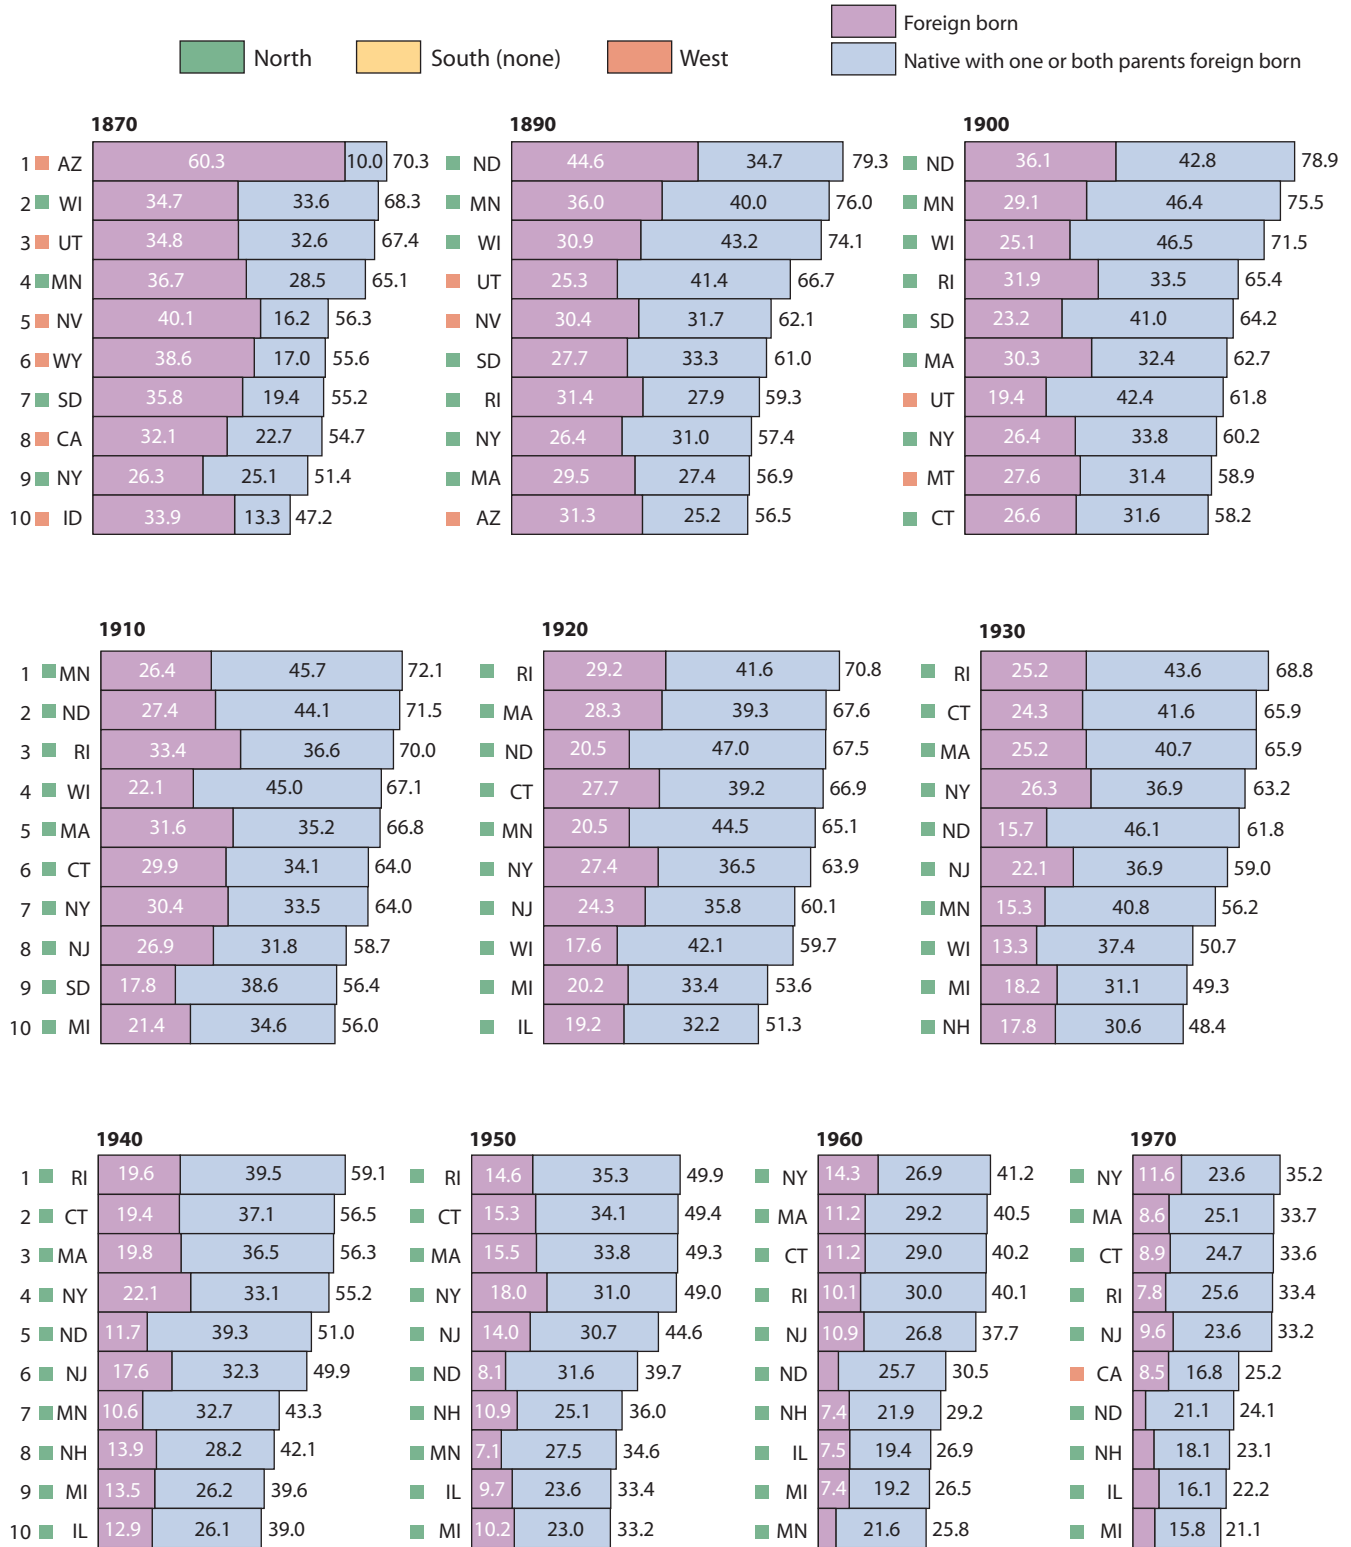 Foreign born
North South (none) West
Native with one or both parents foreign born
1870 1890 1900
1 AZ 60.3 10.0 70.3 ND 44.6 34.7 79.3 ND 36.1 42.8 78.9
2 WI 34.7 33.6 68.3 MN 36.0 40.0 76.0 MN 29.1 46.4 75.5
3 UT 34.8 32.6 67.4 WI 30.9 43.2 74.1 WI 25.1 46.5 71.5
4 MN 36.7 28.5 65.1 UT 25.3 41.4 66.7 RI 31.9 33.5 65.4
5 NV 40.1 16.2 56.3 NV 30.4 31.7 62.1 SD 23.2 41.0 64.2
6 WY 38.6 17.0 55.6 SD 27.7 33.3 61.0 MA 30.3 32.4 62.7
7 SD 35.8 19.4 55.2 RI 31.4 27.9 59.3 UT 19.4 42.4 61.8
8 CA 32.1 22.7 54.7 NY 26.4 31.0 57.4 NY 26.4 33.8 60.2
9 NY 26.3 25.1 51.4 MA 29.5 27.4 56.9 MT 27.6 31.4 58.9
10 ID 33.9 13.3 47.2 AZ 31.3 25.2 56.5 CT 26.6 31.6 58.2
1910 1920 1930
1 MN 26.4 45.7 72.1 RI 29.2 41.6 70.8 RI 25.2 43.6 68.8
2 ND 27.4 44.1 71.5 MA 28.3 39.3 67.6 CT 24.3 41.6 65.9
3 RI 33.4 36.6 70.0 ND 20.5 47.0 67.5 MA 25.2 40.7 65.9
4 WI 22.1 45.0 67.1 CT 27.7 39.2 66.9 NY 26.3 36.9 63.2
5 MA 31.6 35.2 66.8 MN 20.5 44.5 65.1 ND 15.7 46.1 61.8
6 CT 29.9 34.1 64.0 NY 27.4 36.5 63.9 NJ 22.1 36.9 59.0
7 NY 30.4 33.5 64.0 NJ 24.3 35.8 60.1 MN 15.3 40.8 56.2
8 NJ 26.9 31.8 58.7 WI 17.6 42.1 59.7 WI 13.3 37.4 50.7
9 SD 17.8 38.6 56.4 MI 20.2 33.4 53.6 MI 18.2 31.1 49.3
10 MI 21.4 34.6 56.0 IL 19.2 32.2 51.3 NH 17.8 30.6 48.4
1940 1950 1960 1970
1 RI 19.6 39.5 59.1 RI 14.6 35.3 49.9 NY 14.3 26.9 41.2 NY 11.6 23.6 35.2
2 CT 19.4 37.1 56.5 CT 15.3 34.1 49.4 MA 11.2 29.2 40.5 MA 8.6 25.1 33.7
3 MA 19.8 36.5 56.3 MA 15.5 33.8 49.3 CT 11.2 29.0 40.2 CT 8.9 24.7 33.6
4 NY 22.1 33.1 55.2 NY 18.0 31.0 49.0 RI 10.1 30.0 40.1 RI 7.8 25.6 33.4
5 ND 11.7 39.3 51.0 NJ 14.0 30.7 44.6 NJ 10.9 26.8 37.7 NJ 9.6 23.6 33.2
6 NJ 17.6 32.3 49.9 ND 8.1 31.6 39.7 ND 25.7 30.5 CA 8.5 16.8 25.2
7 MN 10.6 32.7 43.3 NH 10.9 25.1 36.0 NH 7.4 21.9 29.2 ND 21.1 24.1
8 NH 13.9 28.2 42.1 MN 7.1 27.5 34.6 IL 7.5 19.4 26.9 NH 18.1 23.1
9 MI 13.5 26.2 39.6 IL 9.7 23.6 33.4 MI 7.4 19.2 26.5 IL 16.1 22.2
10 IL 12.9 26.1 39.0 MI 10.2 23.0 33.2 MN 21.6 25.8 MI 15.8 21.1